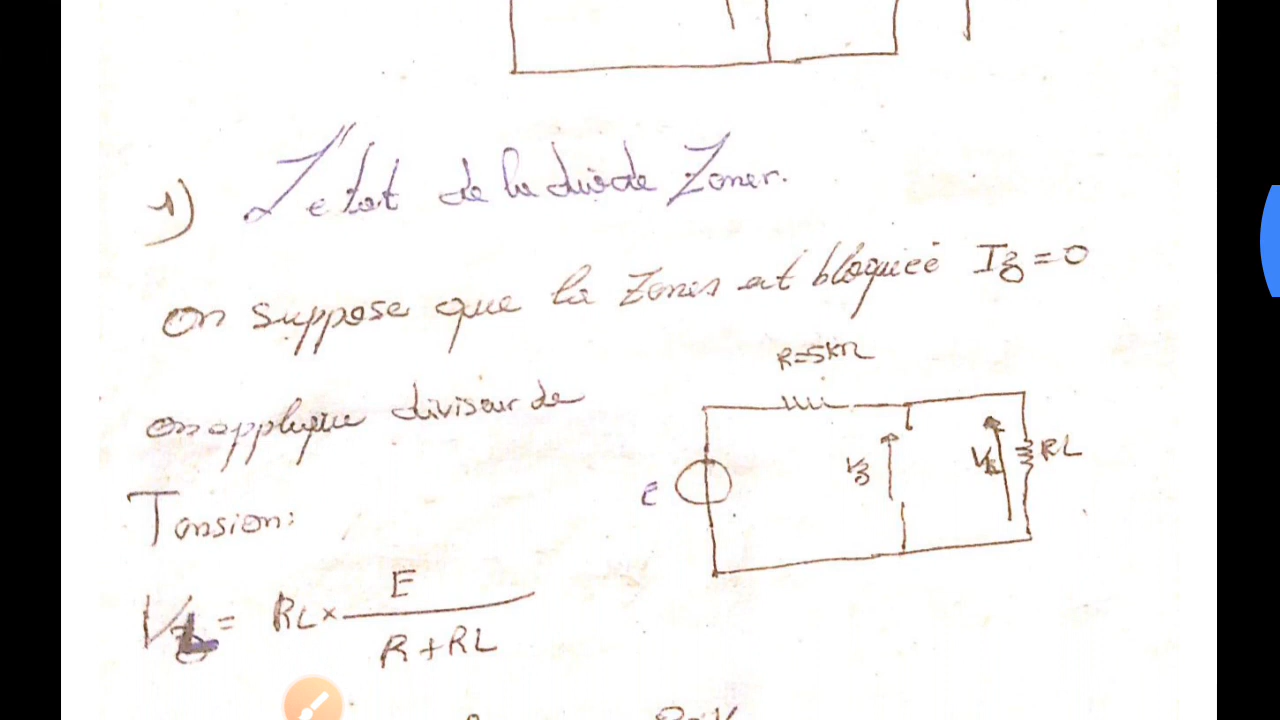 1) L'etat de la diode Zener.
on suppose que la Zener est bloquéé Iz=0
R=5kΩ
on applique diviseur de
Tension:
E
Vz
VL
RL
VL = RL × E
R+RL